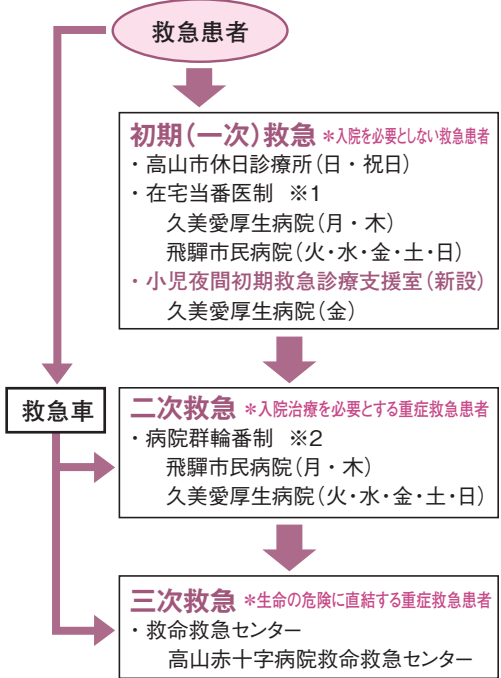 救急患者
初期(一次)救急 *入院を必要としない救急患者
・高山市休日診療所(日・祝日)
・在宅当番医制 ※1
久美愛厚生病院(月・木)
飛驒市民病院(火・水・金・土・日)
・小児夜間初期救急診療支援室(新設)
久美愛厚生病院(金)
救急車
二次救急 *入院治療を必要とする重症救急患者
・病院群輪番制 ※2
飛驒市民病院(月・木)
久美愛厚生病院(火・水・金・土・日)
三次救急 *生命の危険に直結する重症救急患者
・救命救急センター
高山赤十字病院救命救急センター